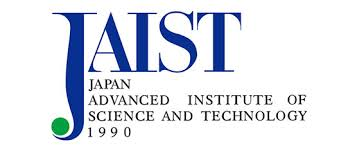 JAIST
JAPAN
ADVANCED INSTITUTE OF
SCIENCE AND TECHNOLOGY
1990